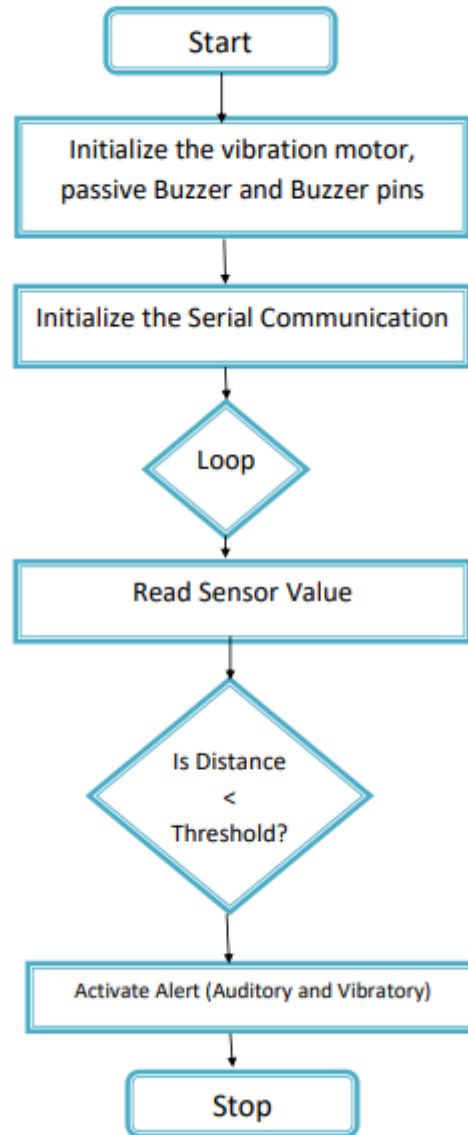 Start
Initialize the vibration motor,
passive Buzzer and Buzzer pins
Initialize the Serial Communication
Loop
Read Sensor Value
Is Distance
<
Threshold?
Activate Alert (Auditory and Vibratory)
Stop